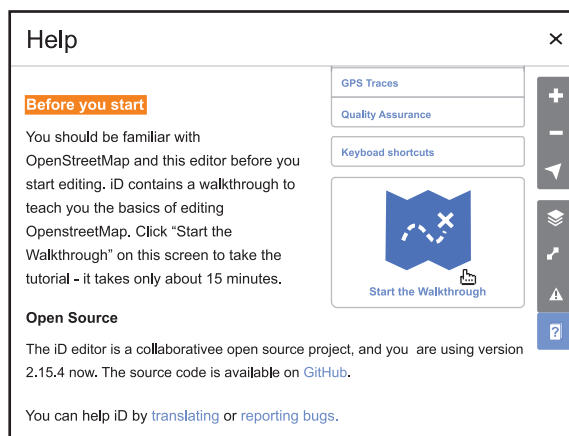 Help
GPS Traces
Quality Assurance
Keyboad shortcuts
Start the Walkthrough
Before you start
You should be familiar with
OpenStreetMap and this editor before you
start editing. iD contains a walkthrough to
teach you the basics of editing
OpenstreetMap. Click “Start the
Walkthrough” on this screen to take the
tutorial - it takes only about 15 minutes.
Open Source
The iD editor is a collaborativee open source project, and you are using version
2.15.4 now. The source code is available on GitHub.
You can help iD by translating or reporting bugs.